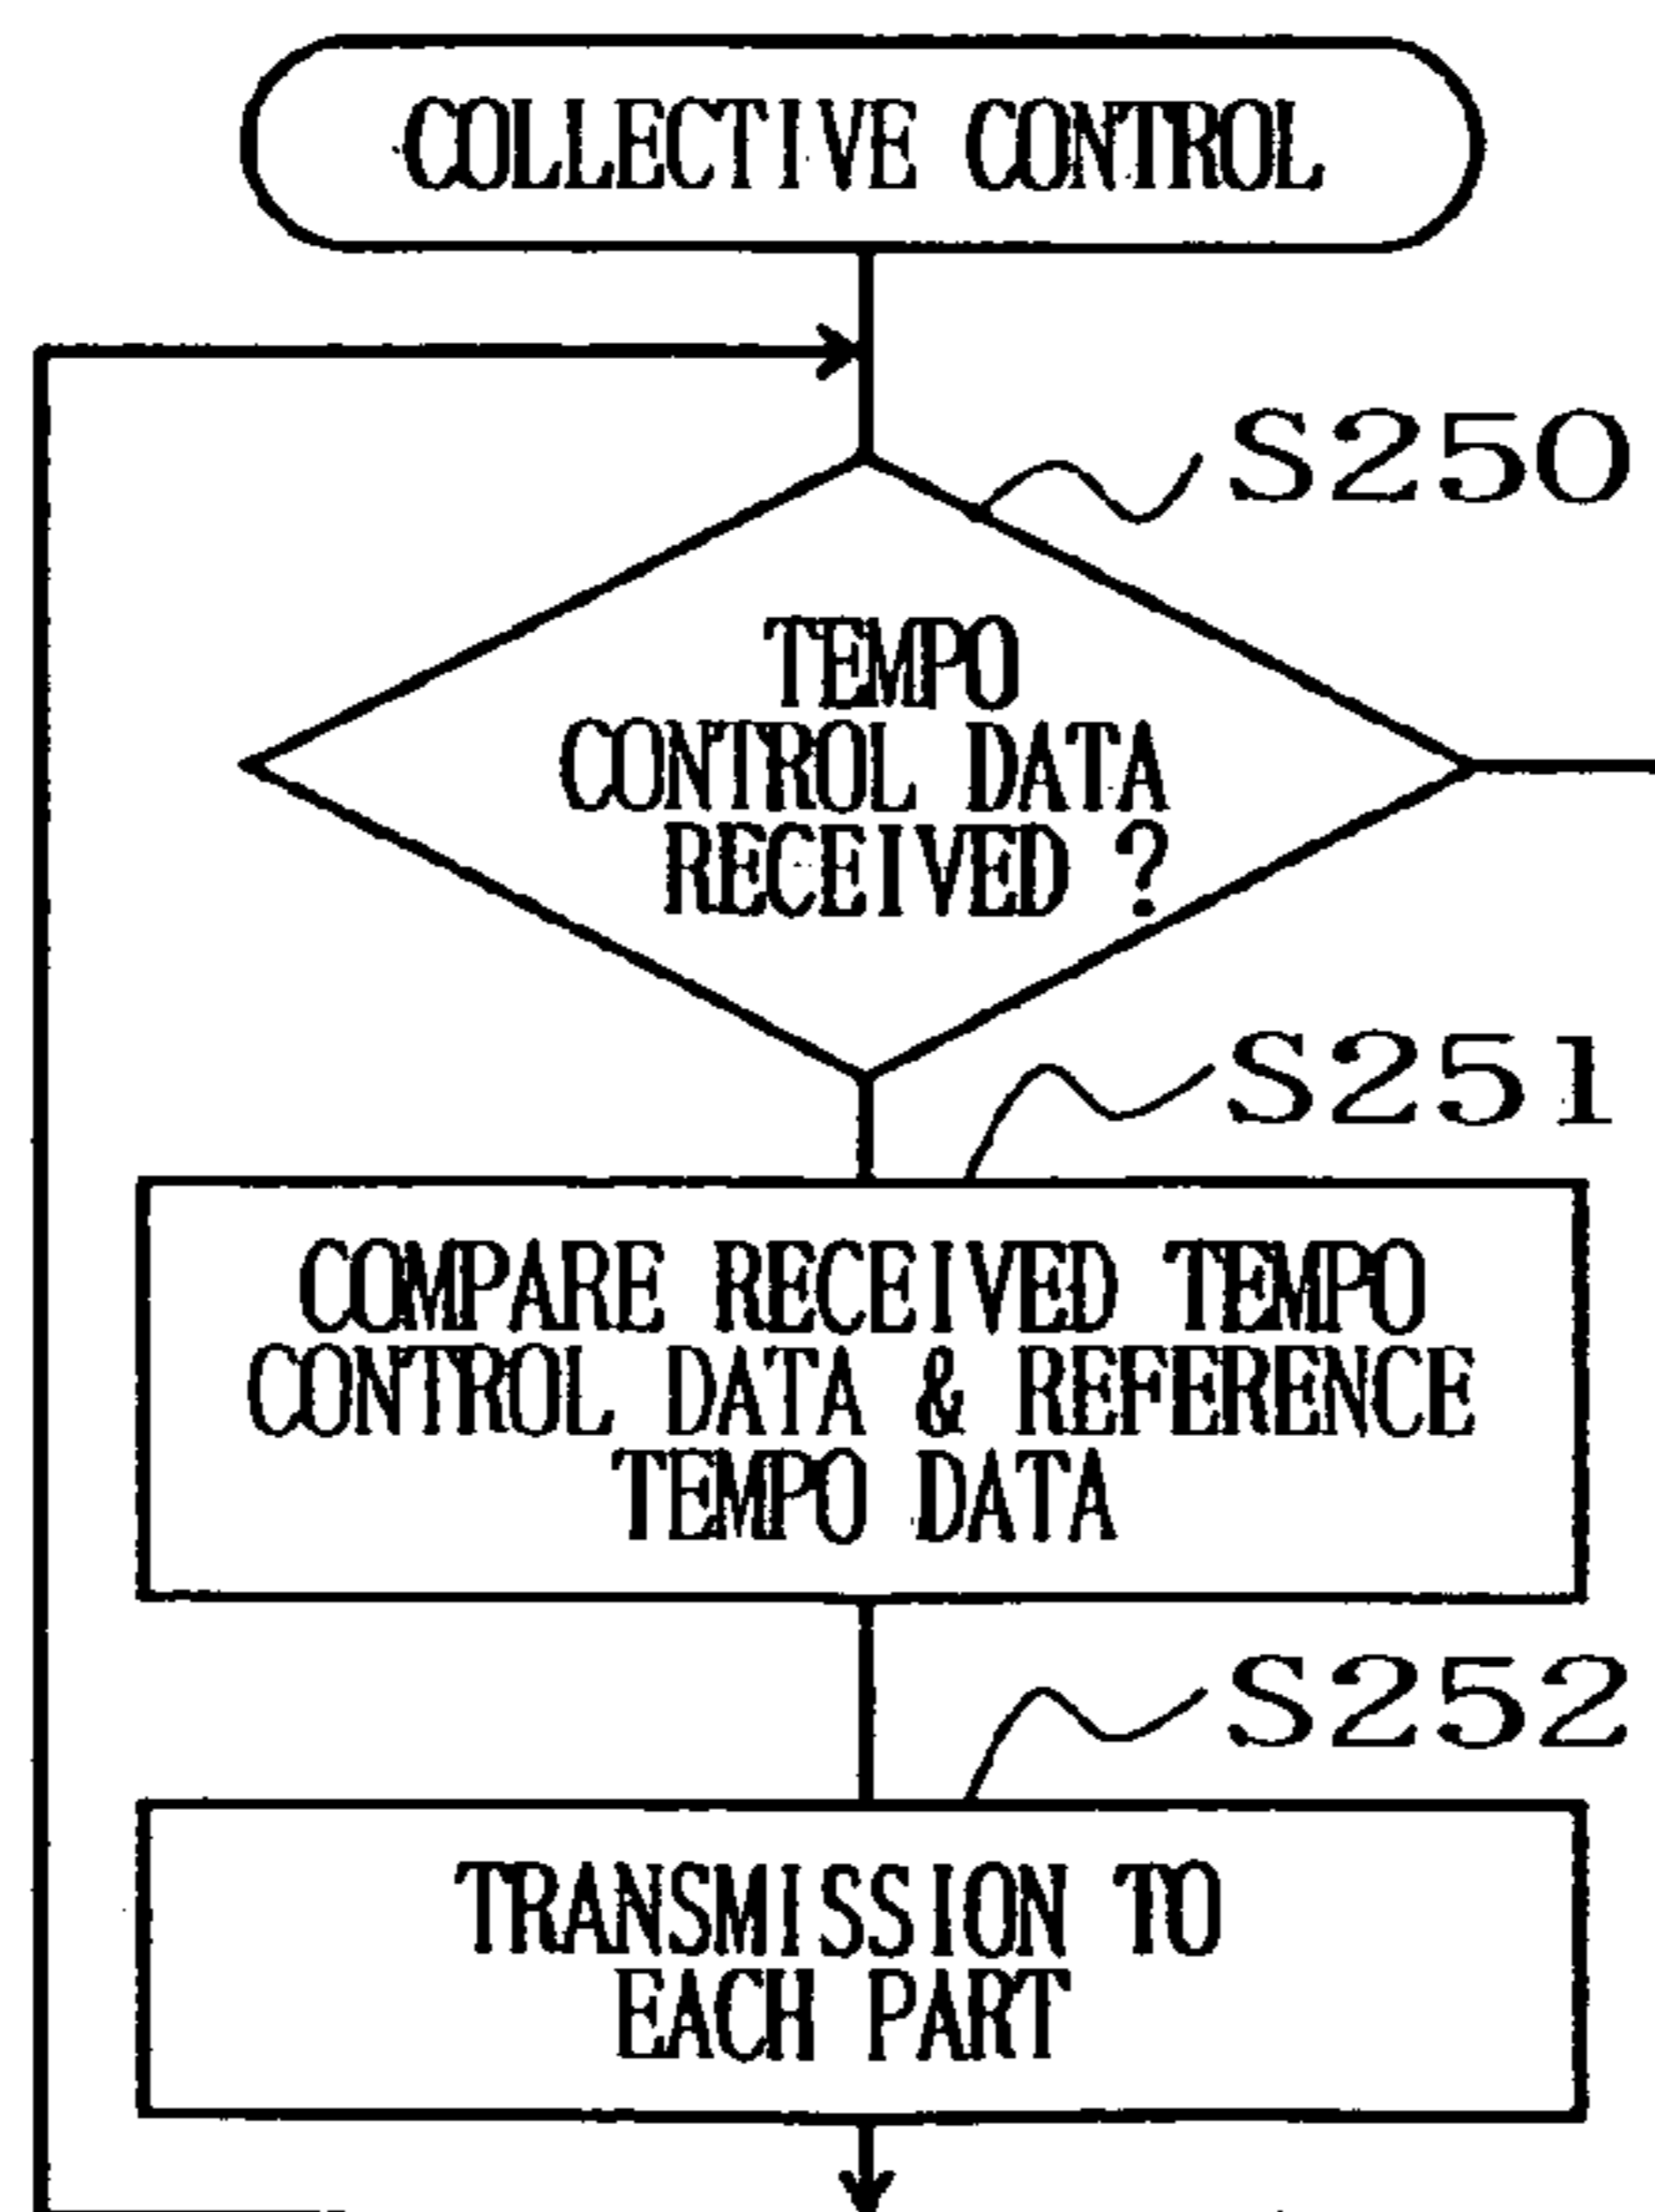 COLLECTIVE CONTROL
S250
TEMPO
CONTROL DATA
RECEIVED ?
S251
COMPARE RECEIVED TEMPO
CONTROL DATA & REFERENCE
TEMPO DATA
S252
TRANSMISSION TO
EACH PART